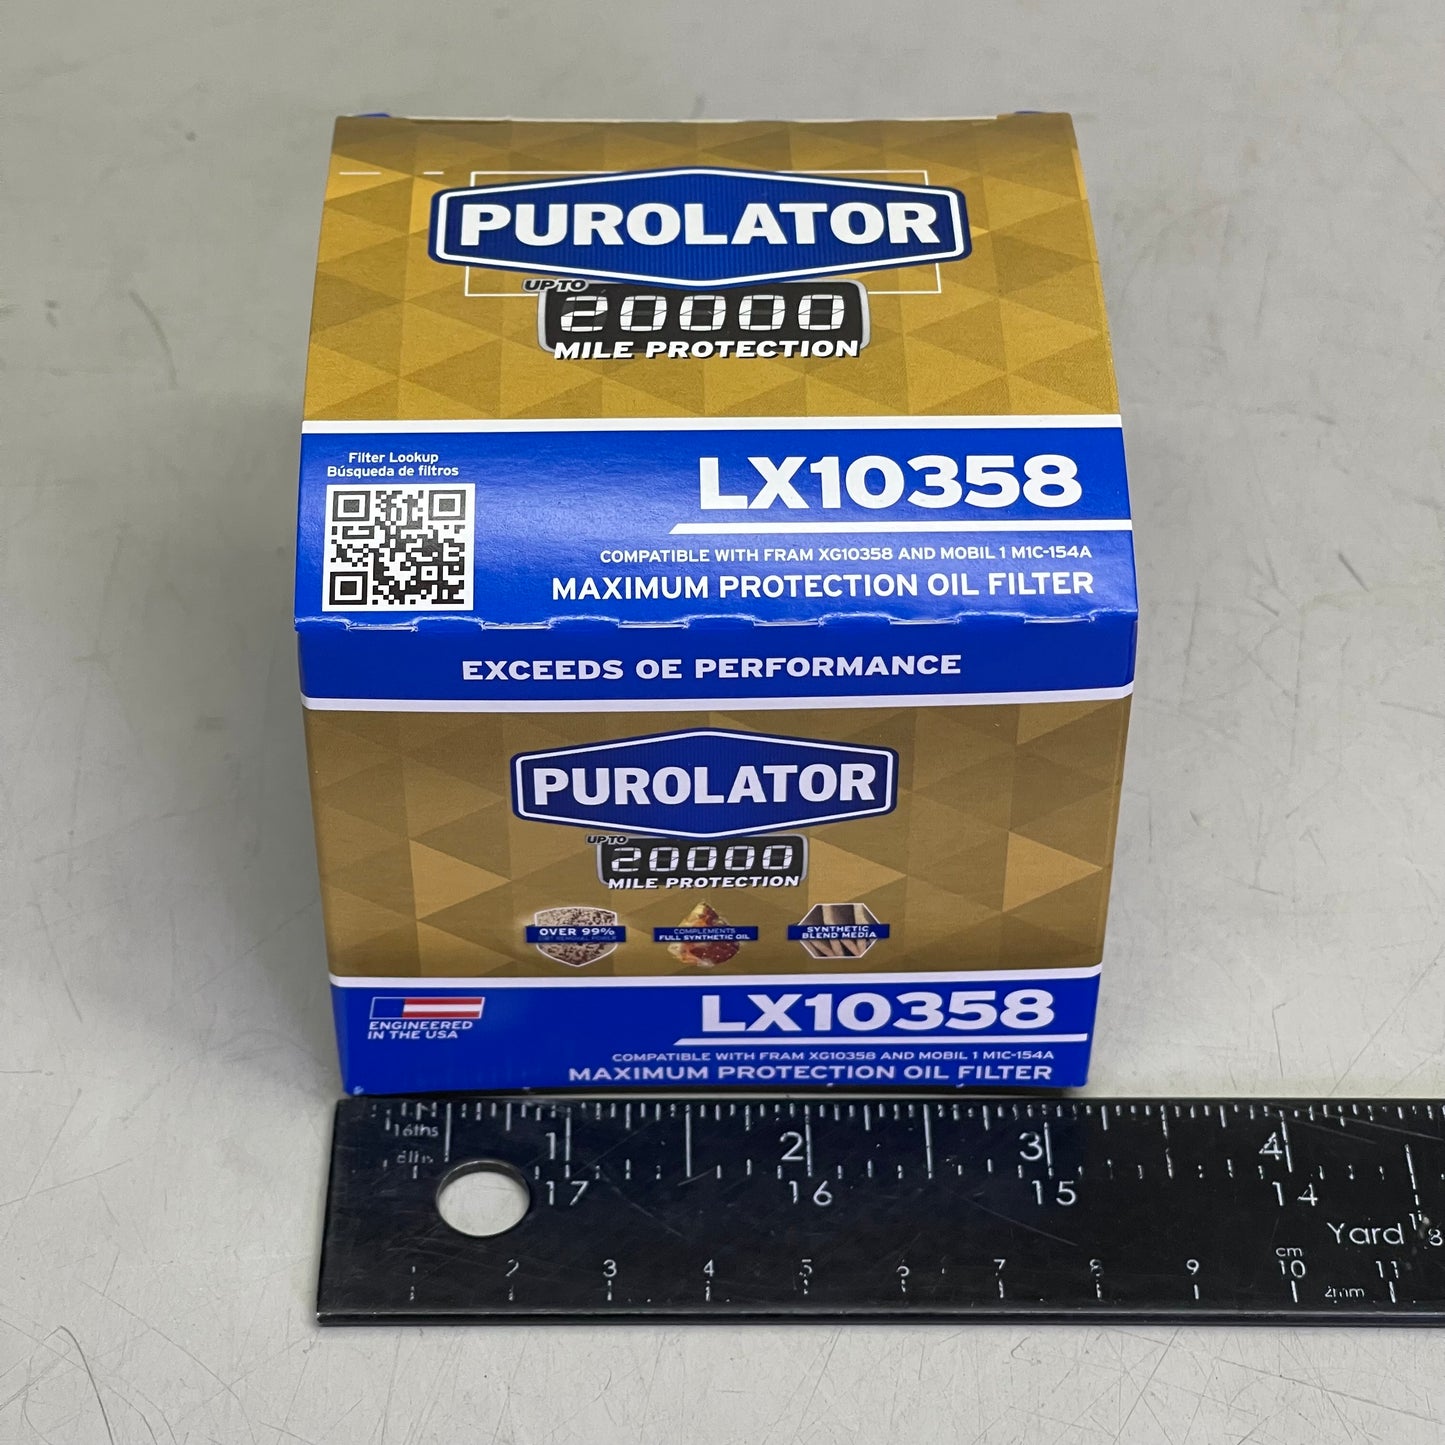 PUROLATOR
UP TO
20000
MILE PROTECTION
Filter Lookup
Búsqueda de filtros
LX10358
COMPATIBLE WITH FRAM XG10358 AND MOBIL 1 M1C-154A
MAXIMUM PROTECTION OIL FILTER
EXCEEDS OE PERFORMANCE
PUROLATOR
UP TO
20000
MILE PROTECTION
OVER 99%
DIRT REMOVAL POWER
COMPLEMENTS
FULL SYNTHETIC OIL
SYNTHETIC
BLEND MEDIA
ENGINEERED
IN THE USA
LX10358
COMPATIBLE WITH FRAM XG10358 AND MOBIL 1 M1C-154A
MAXIMUM PROTECTION OIL FILTER
16ths
1 2 3 4
17 16 15 14
Yard
cm
2 3 4 5 6 7 8 9 10 11
2mm